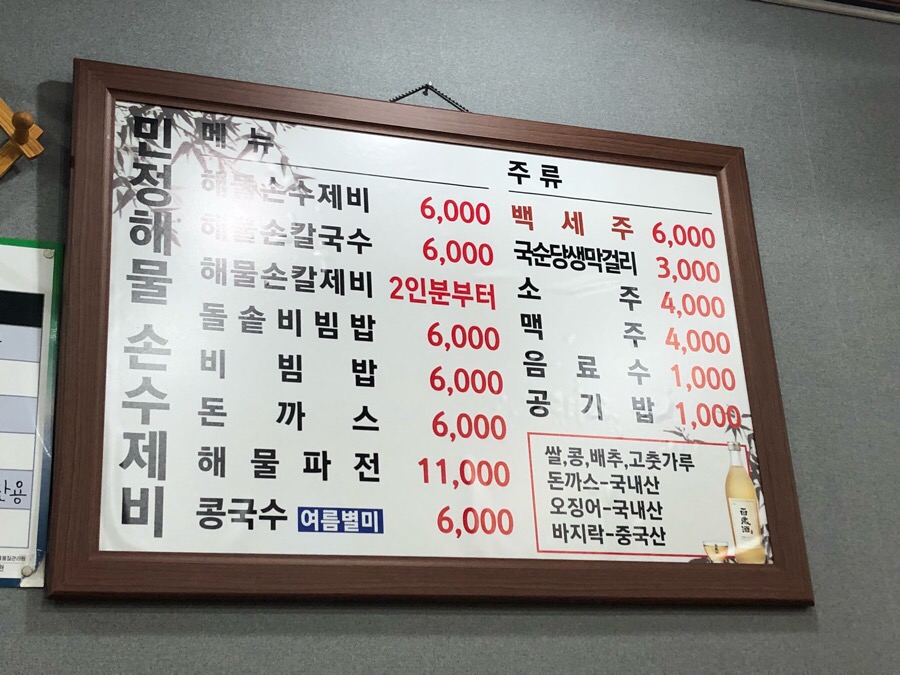 민정해물 손수제비
메뉴
해물손수제비 6,000
해물손칼국수 6,000
해물손칼제비 2인분부터
돌솥비빔밥 6,000
비빔밥 6,000
돈까스 6,000
해물파전 11,000
콩국수 여름별미 6,000
주류
백세주 6,000
국순당생막걸리 3,000
소주 4,000
맥주 4,000
음료수 1,000
공기밥 1,000
쌀,콩,배추,고춧가루
돈까스-국내산
오징어-국내산
바지락-중국산